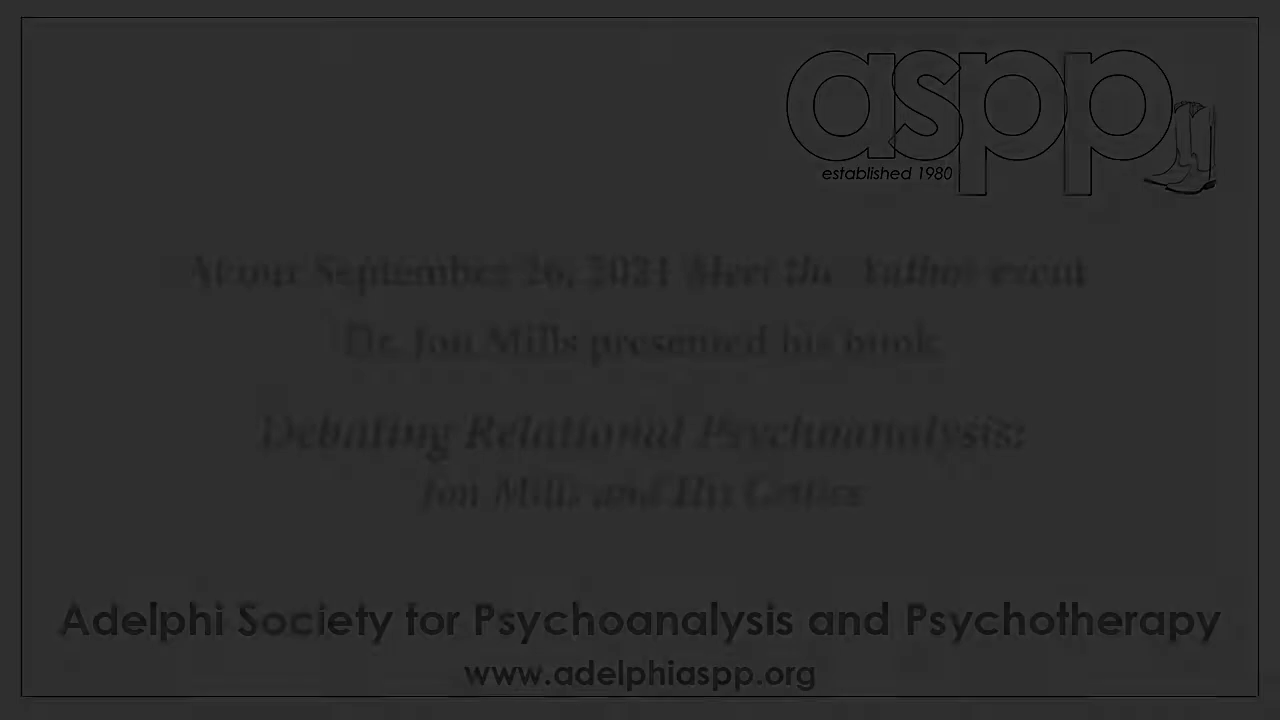 aspp
established 1980
At our September 26, 2021 Meet the Author event
Dr. Jon Mills presented his book
Debating Relational Psychoanalysis:
Jon Mills and His Critics
Adelphi Society for Psychoanalysis and Psychotherapy
www.adelphiaspp.org